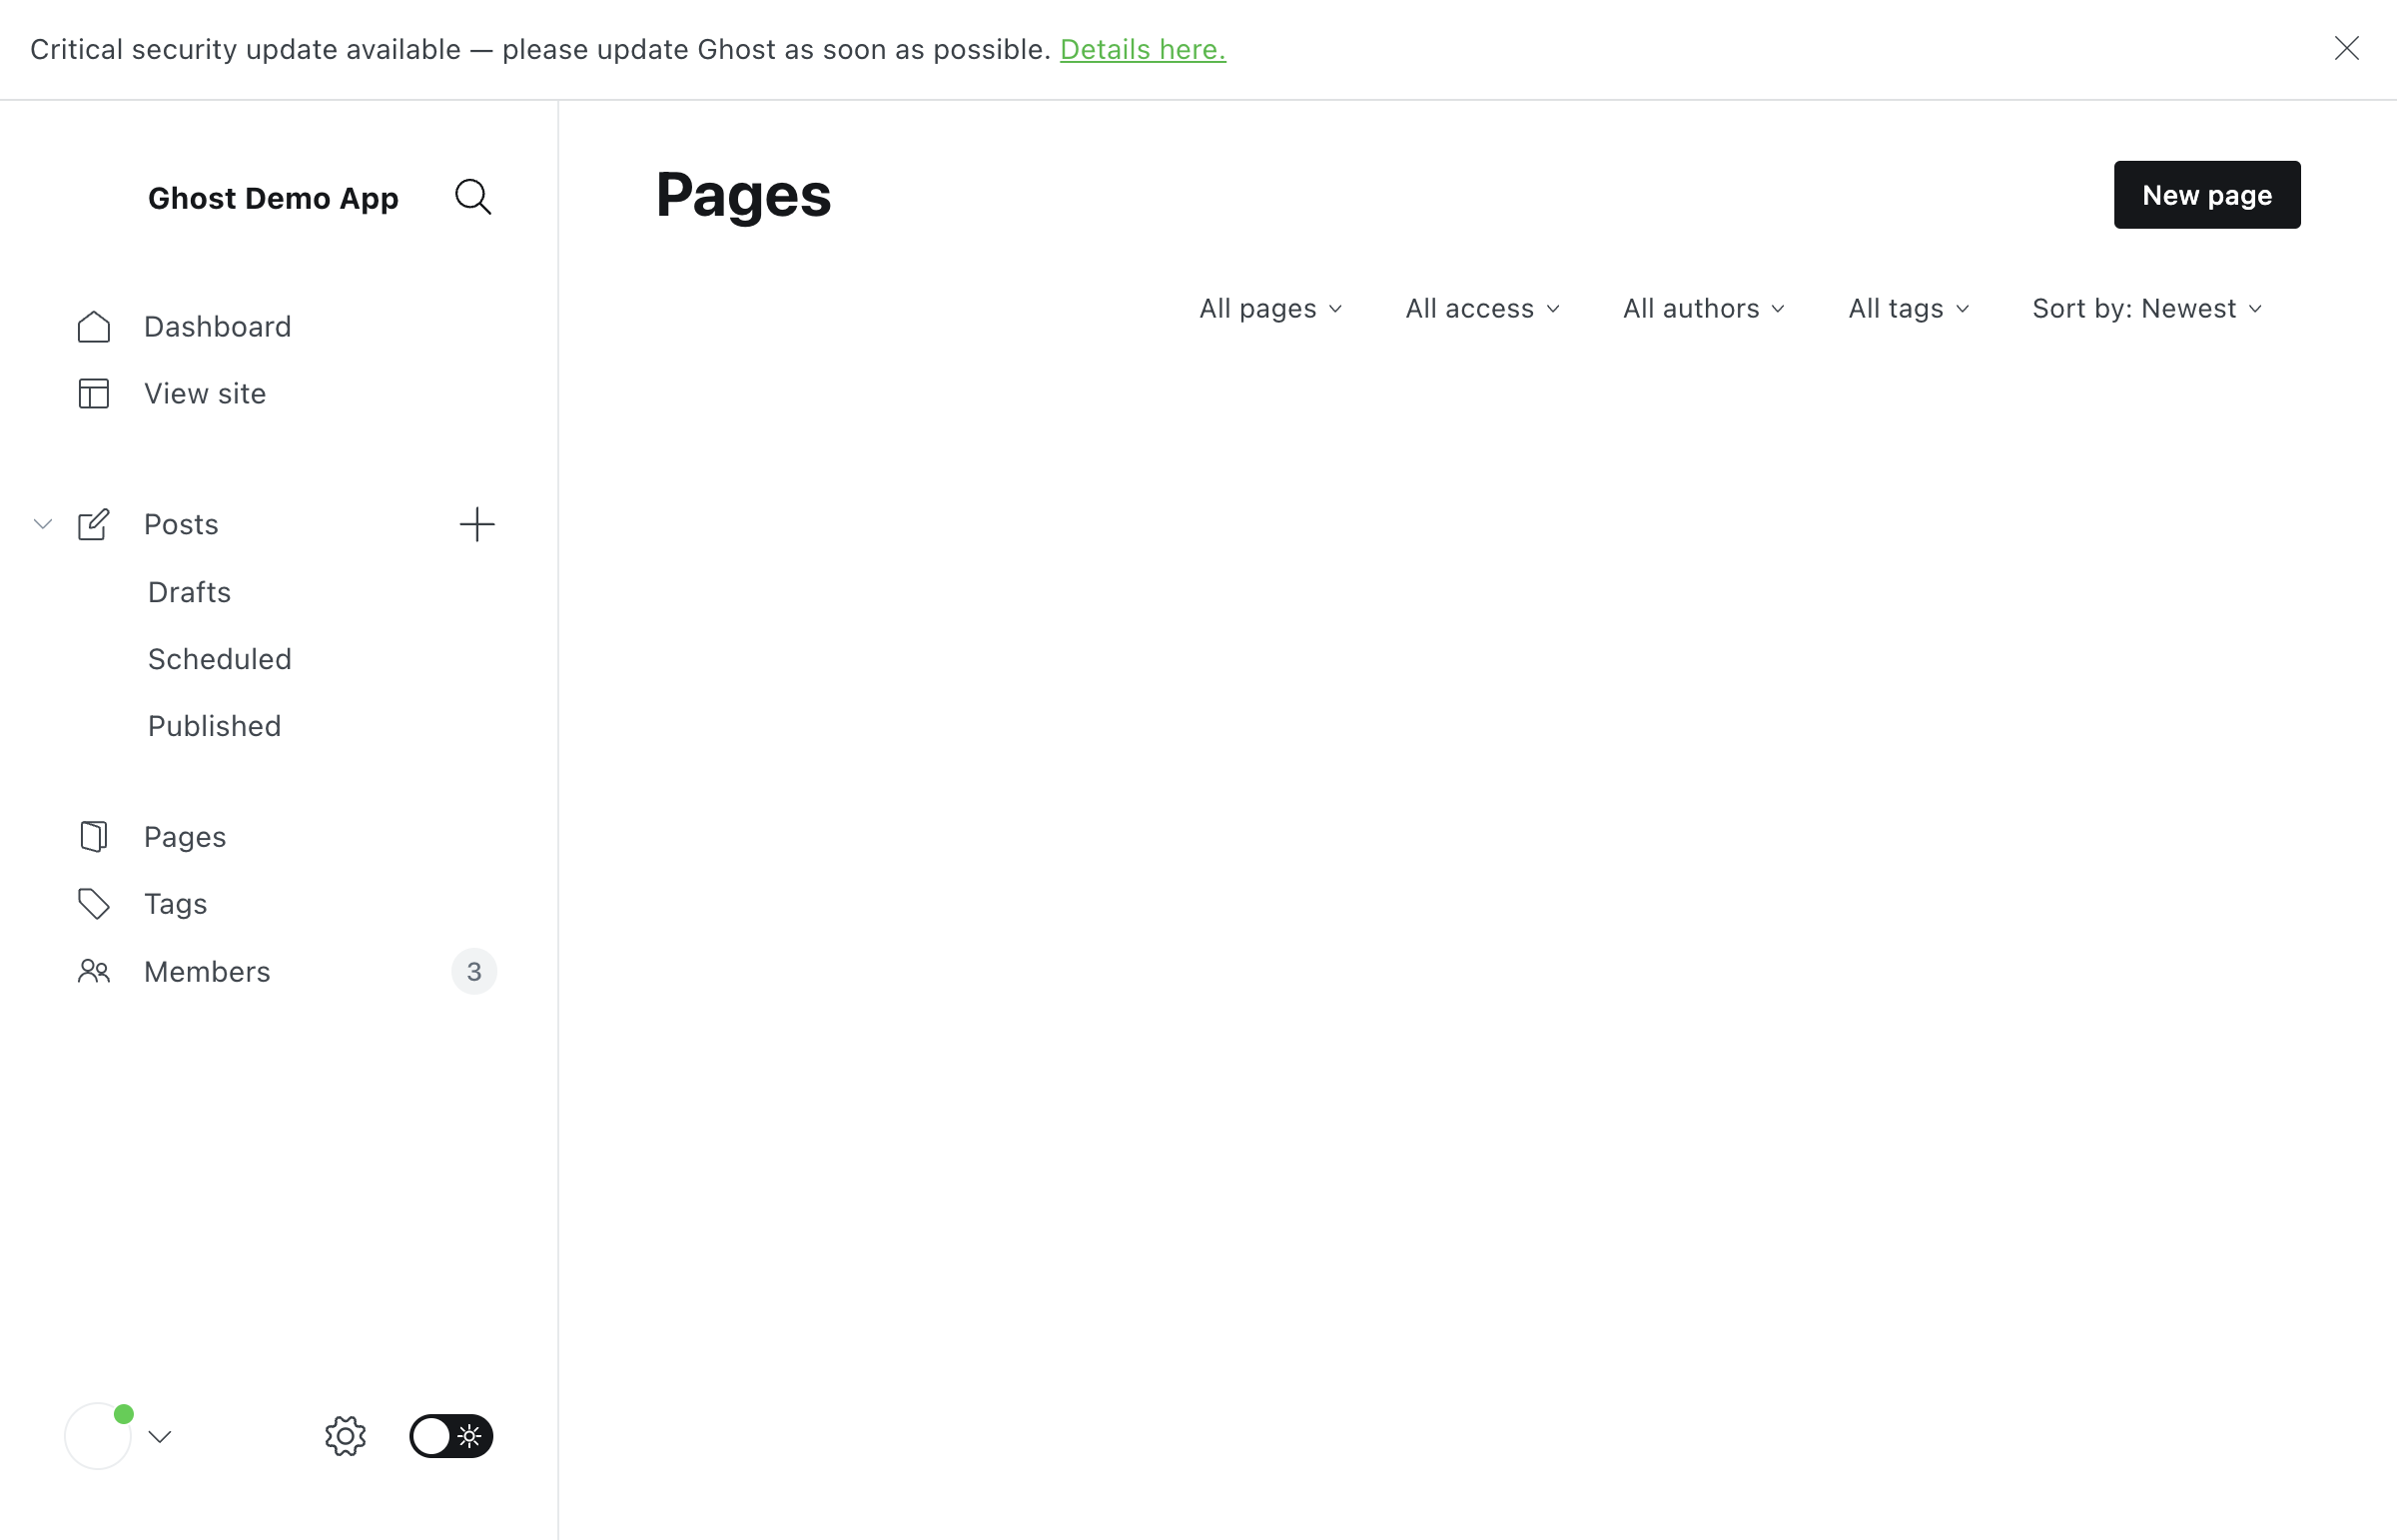 Critical security update available — please update Ghost as soon as possible. Details here.
Ghost Demo App
Dashboard
View site
Posts
Drafts
Scheduled
Published
Pages
Tags
Members 3
Pages
New page
All pages All access All authors All tags Sort by: Newest